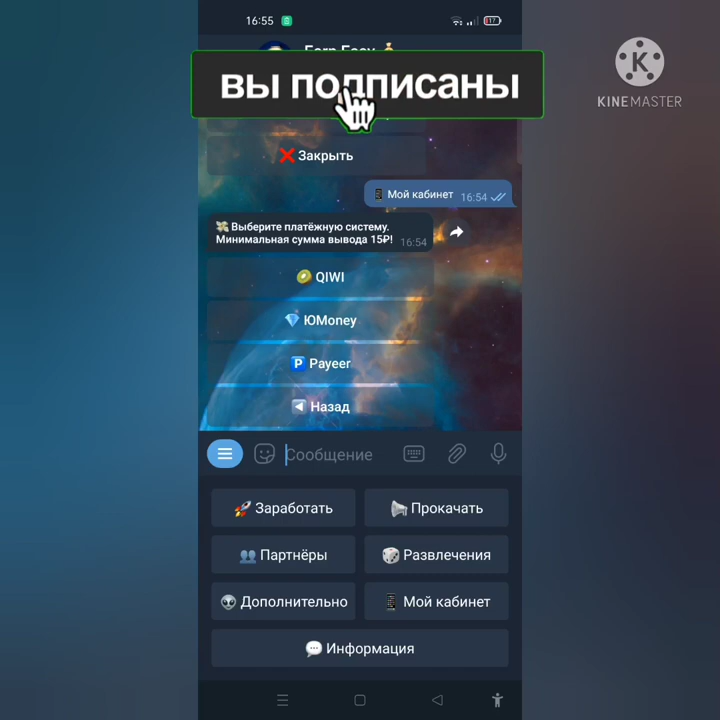 16:55
17
вы подписаны
KINEMASTER
❌ Закрыть
Мой кабинет 16:54
Выберите платёжную систему.
Минимальная сумма вывода 15₽! 16:54
QIWI
ЮMoney
P Payeer
Назад
Сообщение
Заработать
Прокачать
Партнёры
Развлечения
Дополнительно
Мой кабинет
Информация